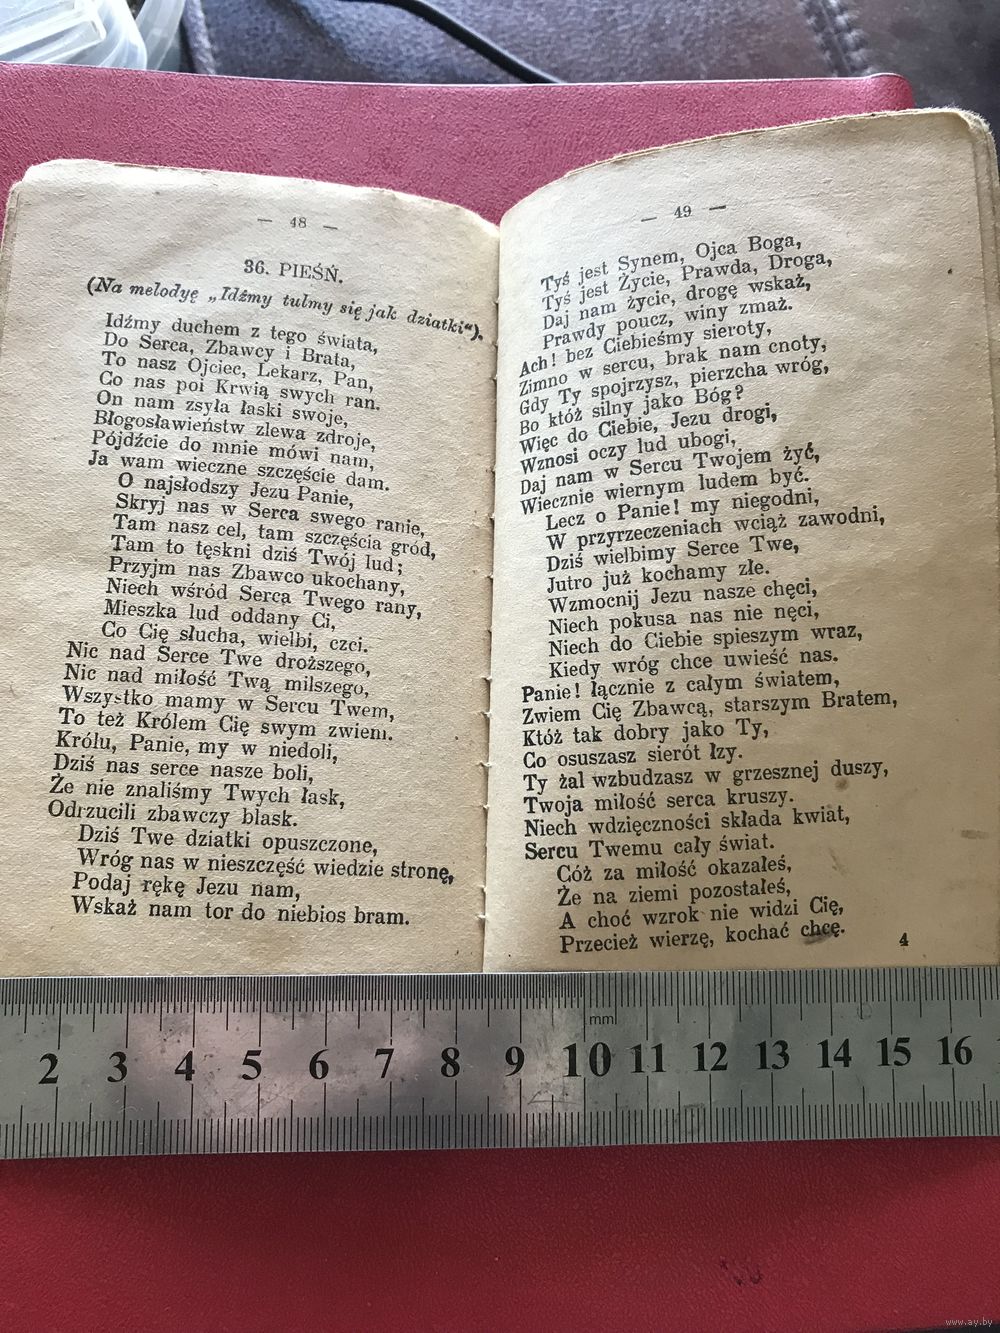 — 48 —
36. PIEŚŃ.
(Na melodyę „Idźmy tulmy się jak dziatki“).
Idźmy duchem z tego świata,
Do Serca, Zbawcy i Brata,
To nasz Ojciec, Lekarz, Pan,
Co nas poi Krwią swych ran.
On nam zsyła łaski swoje,
Błogosławieństw zlewa zdroje,
Pójdźcie do mnie mówi nam,
Ja wam wieczne szczęście dam.
O najsłodszy Jezu Panie,
Skryj nas w Serca swego ranie,
Tam nasz cel, tam szczęścia gród,
Tam to tęskni dziś Twój lud;
Przyjm nas Zbawco ukochany,
Niech wśród Serca Twego rany,
Mieszka lud oddany Ci,
Co Cię słucha, wielbi, czci.
Nic nad Serce Twe droższego,
Nic nad miłość Twą milszego,
Wszystko mamy w Sercu Twem,
To też Królem Cię swym zwiem.
Królu, Panie, my w niedoli,
Dziś nas serce nasze boli,
Że nie znaliśmy Twych łask,
Odrzucili zbawczy blask.
Dziś Twe dziatki opuszczone,
Wróg nas w nieszczęść wiedzie stronę,
Podaj rękę Jezu nam,
Wskaż nam tor do niebios bram.
— 49 —
Tyś jest Synem, Ojca Boga,
Tyś jest Życie, Prawda, Droga,
Daj nam życie, drogę wskaż,
Prawdy poucz, winy zmaż.
Ach! bez Ciebieśmy sieroty,
Zimno w sercu, brak nam cnoty,
Gdy Ty spojrzysz, pierzcha wróg,
Bo któż silny jako Bóg?
Więc do Ciebie, Jezu drogi,
Wznosi oczy lud ubogi,
Daj nam w Sercu Twojem żyć,
Wiecznie wiernym ludem być.
Lecz o Panie! my niegodni,
W przyrzeczeniach wciąż zawodni,
Dziś wielbimy Serce Twe,
Jutro już kochamy złe.
Wzmocnij Jezu nasze chęci,
Niech pokusa nas nie nęci,
Niech do Ciebie spieszym wraz,
Kiedy wróg chce uwieść nas.
Panie! łącznie z całym światem,
Zwiem Cię Zbawcą, starszym Bratem,
Któż tak dobry jako Ty,
Co osuszasz sierót łzy.
Ty żal wzbudzasz w grzesznej duszy,
Twoja miłość serca kruszy.
Niech wdzięczności składa kwiat,
Sercu Twemu cały świat.
Cóż za miłość okazałeś,
Że na ziemi pozostałeś,
A choć wzrok nie widzi Cię,
Przecież wierzę, kochać chcę.
4
mm
2 3 4 5 6 7 8 9 10 11 12 13 14 15 16
www.ay.by